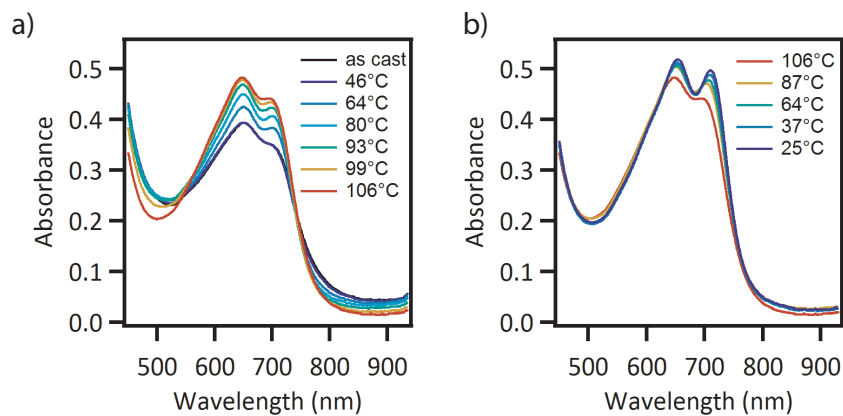 a)
Absorbance
0.5
0.4
0.3
0.2
0.1
0.0
as cast
46°C
64°C
80°C
93°C
99°C
106°C
500 600 700 800 900
Wavelength (nm)
b)
Absorbance
0.5
0.4
0.3
0.2
0.1
0.0
106°C
87°C
64°C
37°C
25°C
500 600 700 800 900
Wavelength (nm)